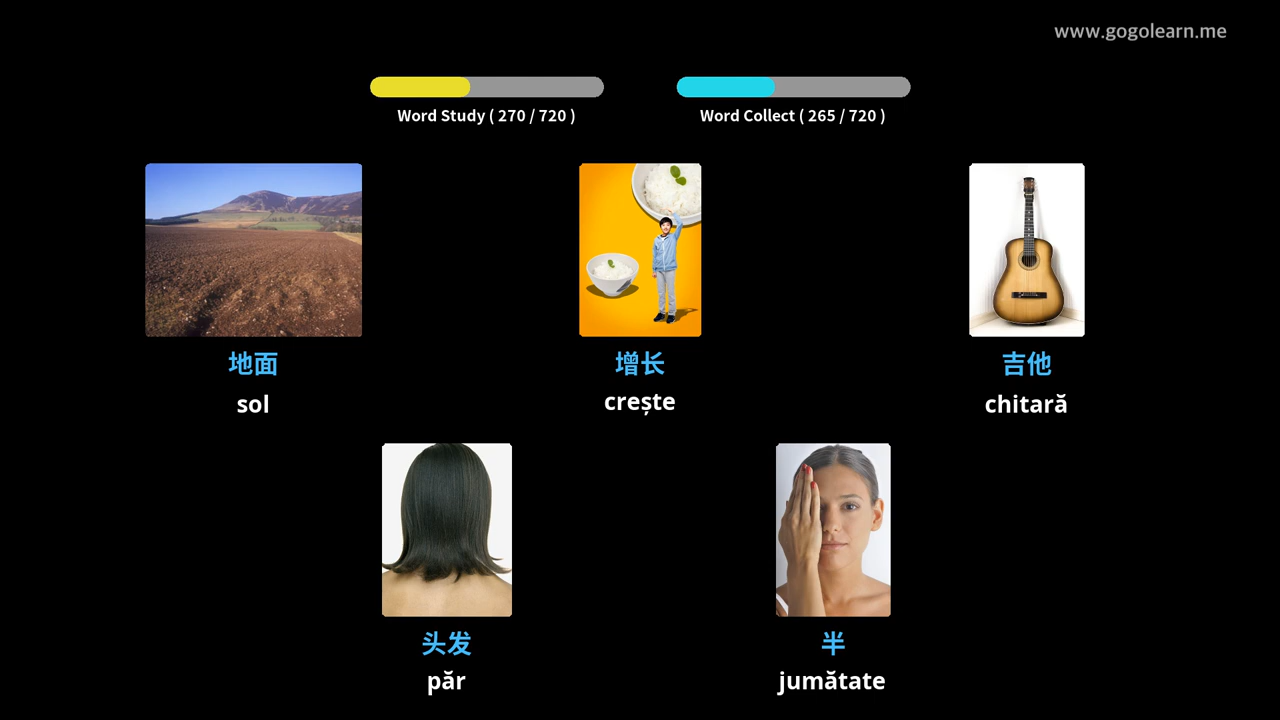 www.gogolearn.me
Word Study ( 270 / 720 )
Word Collect ( 265 / 720 )
地面
sol
增长
crește
吉他
chitară
头发
păr
半
jumătate